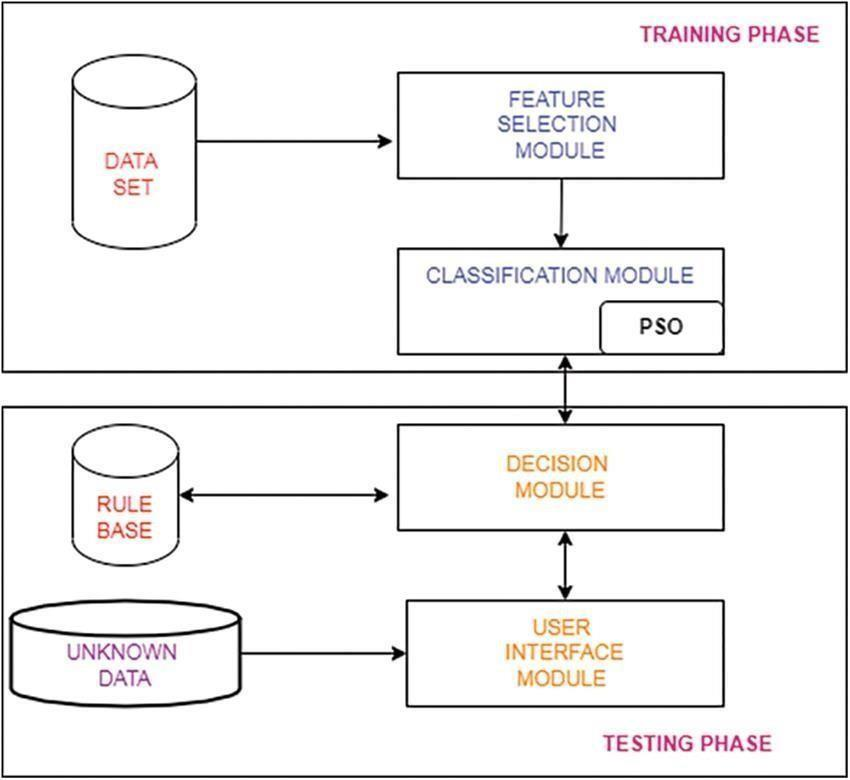 TRAINING PHASE
FEATURE
SELECTION
MODULE
DATA
SET
CLASSIFICATION MODULE
PSO
DECISION
MODULE
RULE
BASE
USER
INTERFACE
MODULE
UNKNOWN
DATA
TESTING PHASE